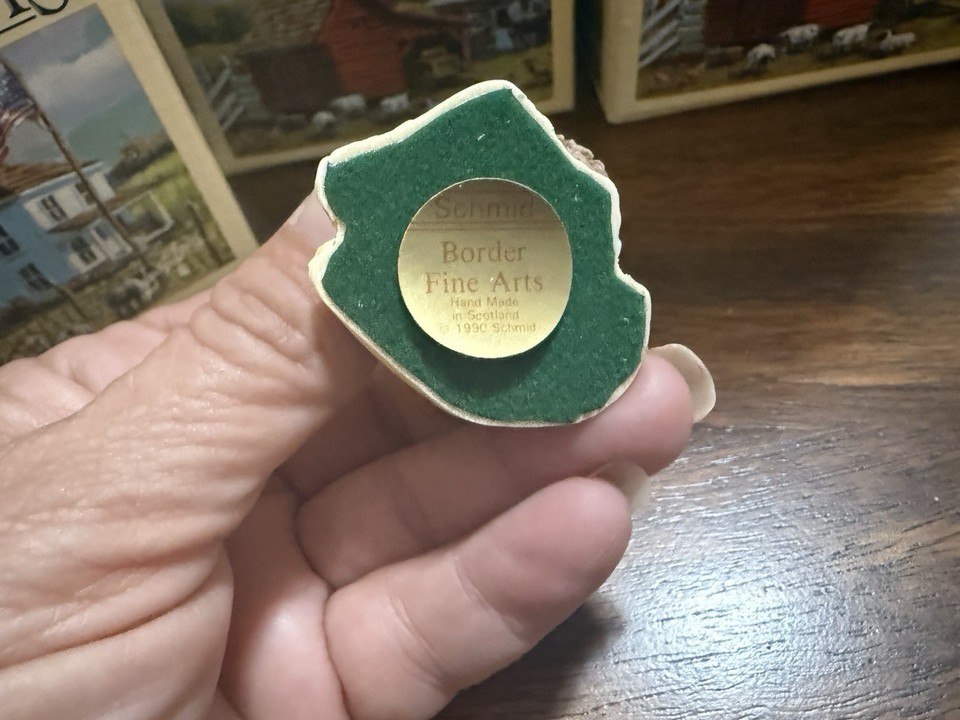 Schmid
Border
Fine Arts
Hand Made
in Scotland
© 1990 Schmid